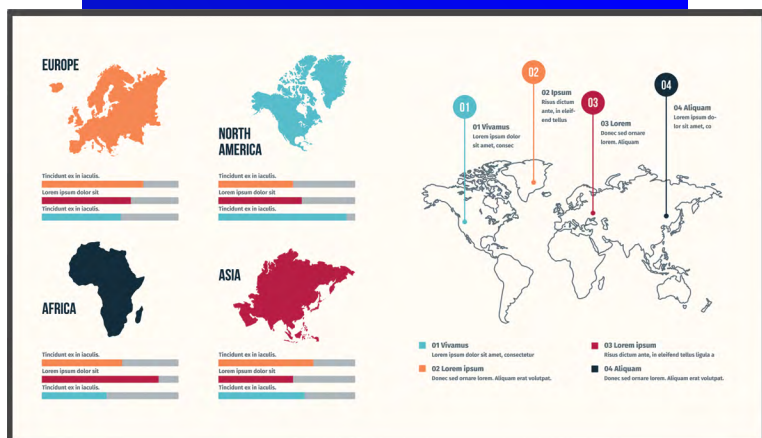 EUROPE
Tincidunt ex in iaculis.
Lorem ipsum dolor sit
Tincidunt ex in iaculis.
NORTH
AMERICA
Tincidunt ex in iaculis.
Lorem ipsum dolor sit
Tincidunt ex in iaculis.
AFRICA
Tincidunt ex in iaculis.
Lorem ipsum dolor sit
Tincidunt ex in iaculis.
ASIA
Tincidunt ex in iaculis.
Lorem ipsum dolor sit
Tincidunt ex in iaculis.
01
01 Vivamus
Lorem ipsum dolor
sit amet, consec
02
02 Ipsum
Risus dictum
ante, in eleif-
end tellus
03
03 Lorem
Donec sed ornare
lorem. Aliquam
04
04 Aliquam
Lorem ipsum do-
lor sit amet, co
01 Vivamus
Lorem ipsum dolor sit amet, consectetur
02 Lorem ipsum
Donec sed ornare lorem. Aliquam erat volutpat.
03 Lorem ipsum
Risus dictum ante, in eleifend tellus ligula a
04 Aliquam
Donec sed ornare lorem. Aliquam erat volutpat.